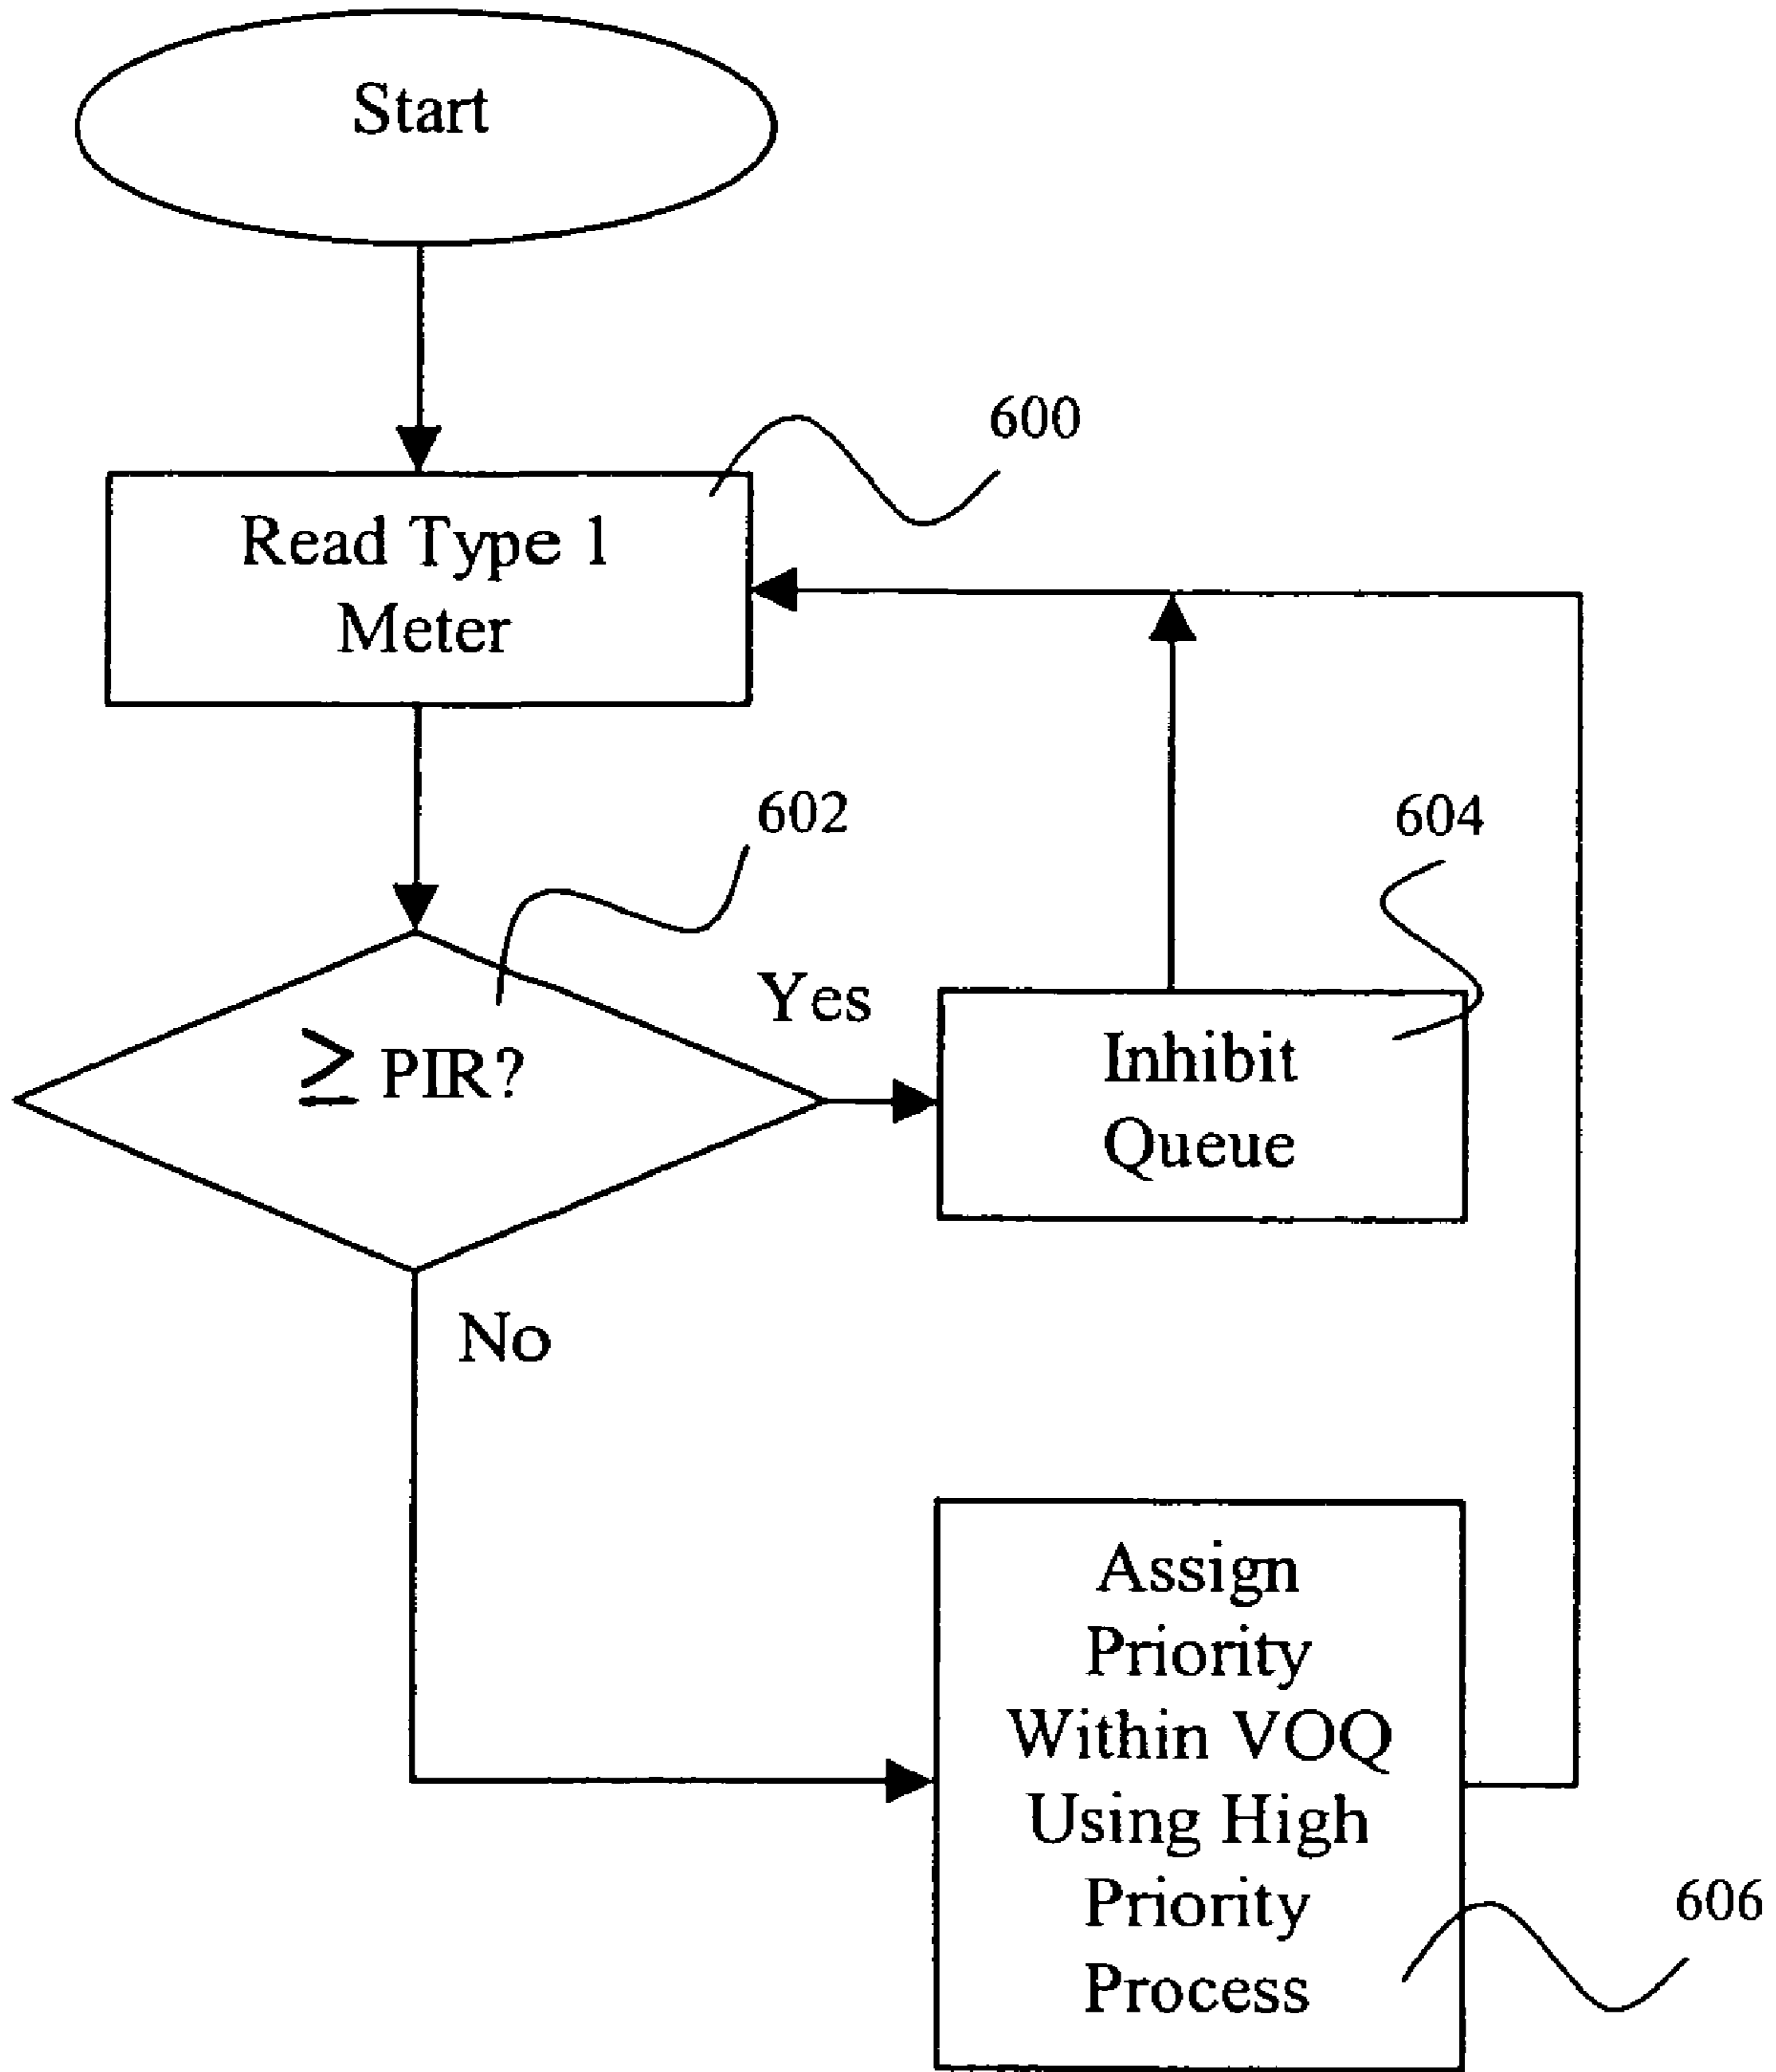 Start
600
Read Type 1
Meter
602
604
Yes
≥ PIR?
Inhibit
Queue
No
Assign
Priority
Within VOQ
Using High
Priority
Process
606